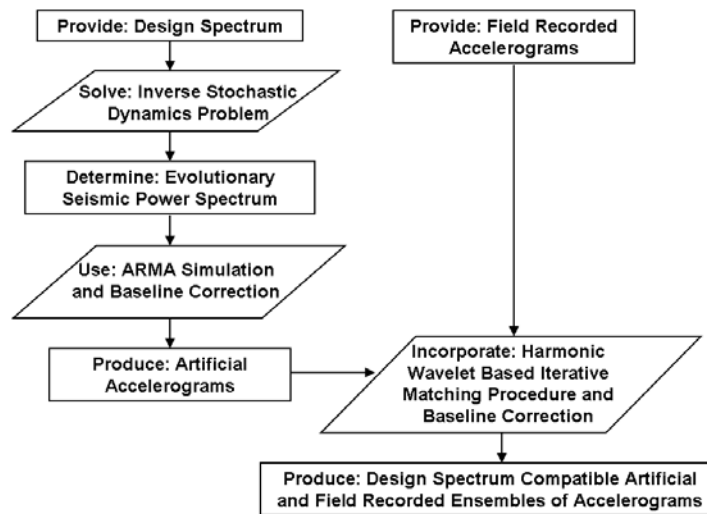 Provide: Design Spectrum
Provide: Field Recorded
Accelerograms
Solve: Inverse Stochastic
Dynamics Problem
Determine: Evolutionary
Seismic Power Spectrum
Use: ARMA Simulation
and Baseline Correction
Produce: Artificial
Accelerograms
Incorporate: Harmonic
Wavelet Based Iterative
Matching Procedure and
Baseline Correction
Produce: Design Spectrum Compatible Artificial
and Field Recorded Ensembles of Accelerograms